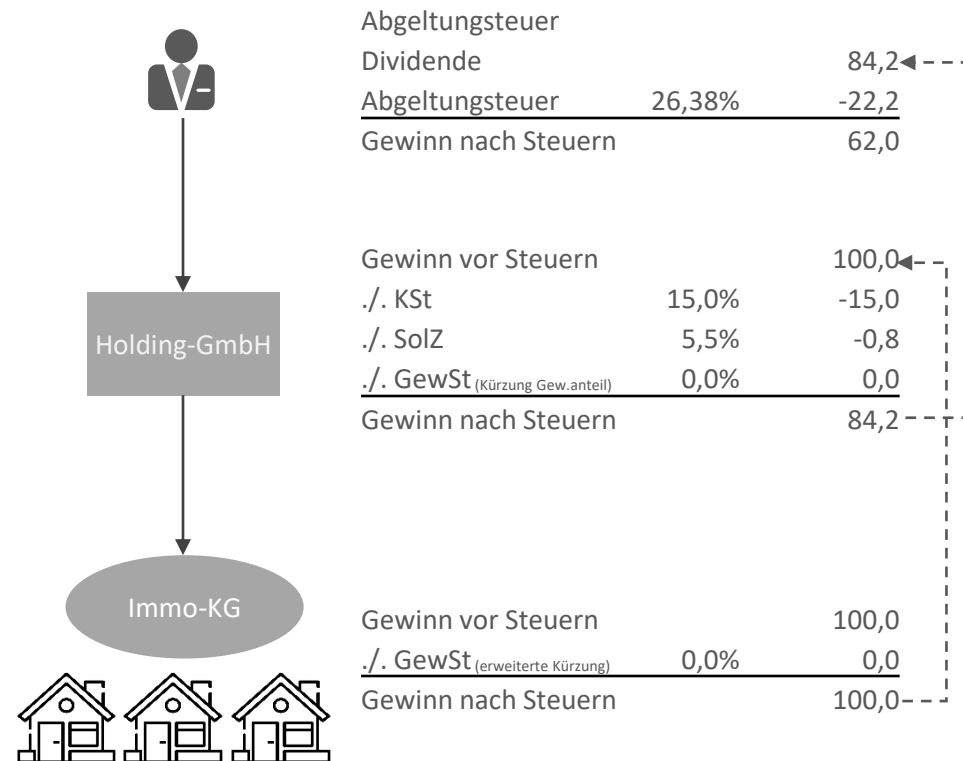 Abgeltungsteuer
Dividende 84,2
Abgeltungsteuer 26,38% -22,2
Gewinn nach Steuern 62,0
Holding-GmbH
Gewinn vor Steuern 100,0
./. KSt 15,0% -15,0
./. SolZ 5,5% -0,8
./. GewSt (Kürzung Gew.anteil) 0,0% 0,0
Gewinn nach Steuern 84,2
Immo-KG
Gewinn vor Steuern 100,0
./. GewSt (erweiterte Kürzung) 0,0% 0,0
Gewinn nach Steuern 100,0